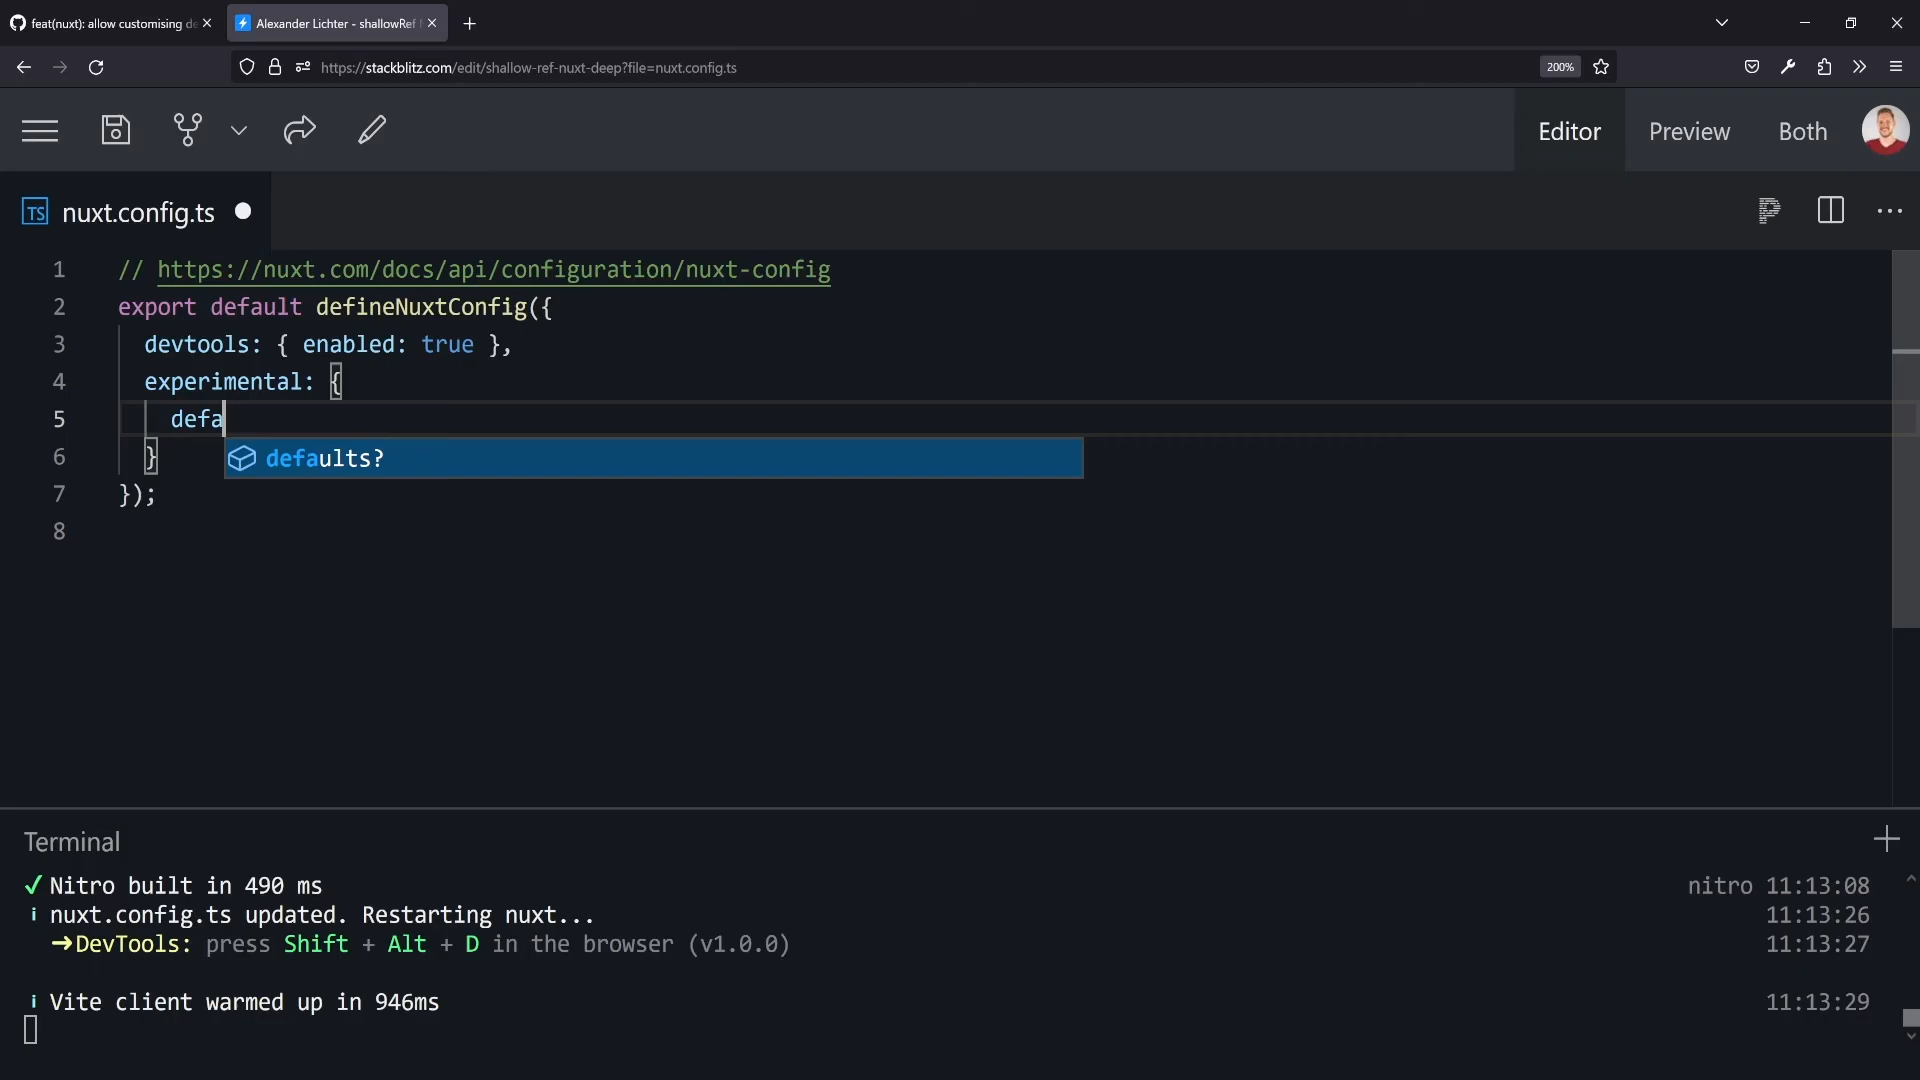 feat(nuxt): allow customising de
Alexander Lichter - shallowRef
https://stackblitz.com/edit/shallow-ref-nuxt-deep?file=nuxt.config.ts
200%
Editor
Preview
Both
TS nuxt.config.ts
1 // https://nuxt.com/docs/api/configuration/nuxt-config
2 export default defineNuxtConfig({
3 devtools: { enabled: true },
4 experimental: {
5 defa
defaults?
6 }
7 });
8
Terminal
✓ Nitro built in 490 ms nitro 11:13:08
i nuxt.config.ts updated. Restarting nuxt... 11:13:26
➜ DevTools: press Shift + Alt + D in the browser (v1.0.0) 11:13:27
i Vite client warmed up in 946ms 11:13:29